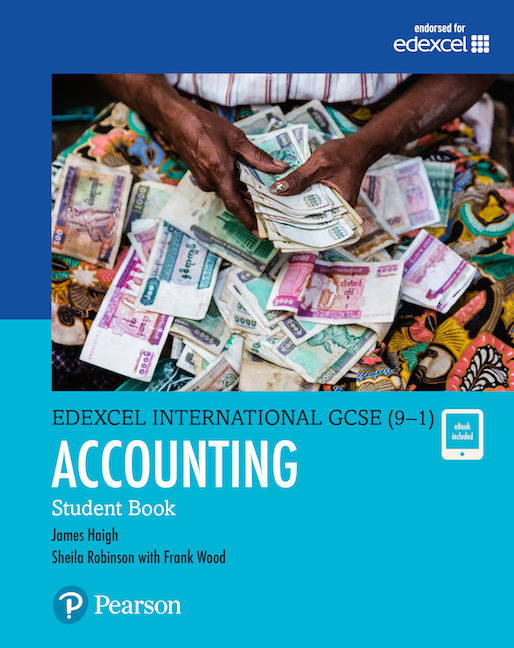 endorsed for
edexcel
EDEXCEL INTERNATIONAL GCSE (9–1)
eBook
included
ACCOUNTING
Student Book
James Haigh
Sheila Robinson with Frank Wood
Pearson